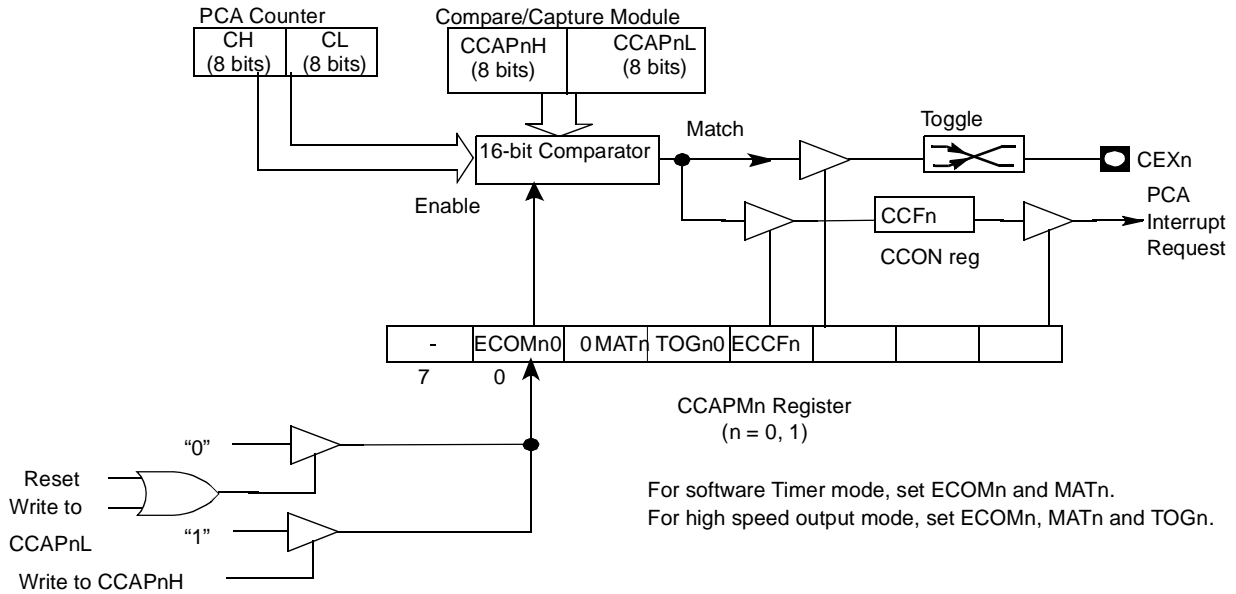 PCA Counter
CH
(8 bits)
CL
(8 bits)
Compare/Capture Module
CCAPnH
(8 bits)
CCAPnL
(8 bits)
16-bit Comparator
Match
Toggle
CEXn
Enable
CCFn
CCON reg
PCA
Interrupt
Request
- ECOMn0 0 MATn TOGn0 ECCFn
7 0
CCAPMn Register
(n = 0, 1)
“0”
Reset
Write to
CCAPnL
“1”
Write to CCAPnH
For software Timer mode, set ECOMn and MATn.
For high speed output mode, set ECOMn, MATn and TOGn.